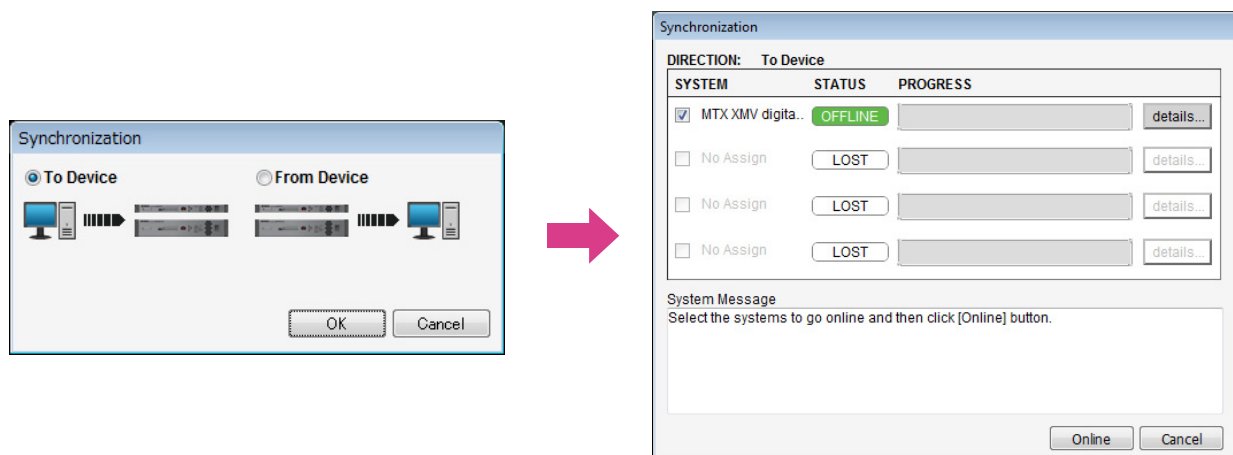 Synchronization
To Device From Device
OK Cancel
Synchronization
DIRECTION: To Device
SYSTEM STATUS PROGRESS
MTX XMV digita.. OFFLINE details...
No Assign LOST details...
No Assign LOST details...
No Assign LOST details...
System Message
Select the systems to go online and then click [Online] button.
Online Cancel